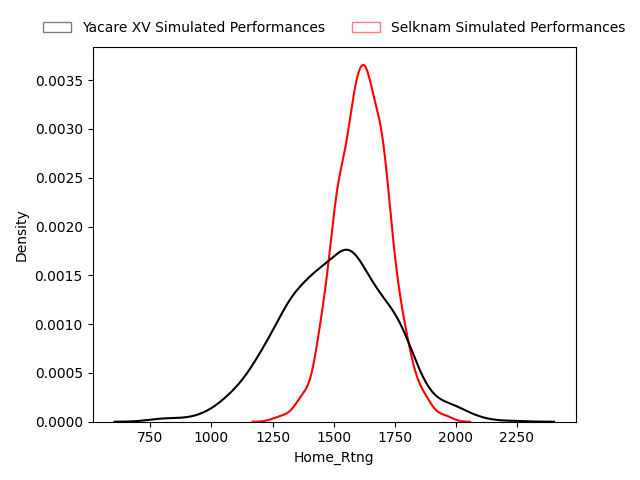 Yacare XV Simulated Performances
Selknam Simulated Performances
0.0035
0.0030
0.0025
0.0020
0.0015
0.0010
0.0005
0.0000
Density
750 1000 1250 1500 1750 2000 2250
Home_Rtng